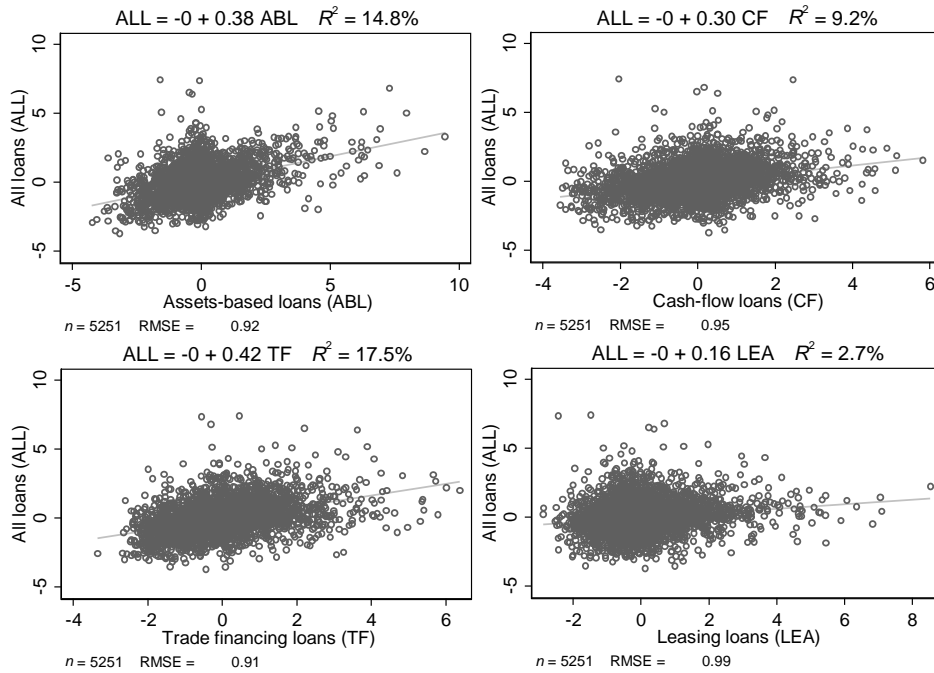 ALL = -0 + 0.38 ABL R² = 14.8%
10
5
0
-5
All loans (ALL)
-5 0 5 10
Assets-based loans (ABL)
n = 5251 RMSE = 0.92
ALL = -0 + 0.30 CF R² = 9.2%
10
5
0
-5
All loans (ALL)
-4 -2 0 2 4 6
Cash-flow loans (CF)
n = 5251 RMSE = 0.95
ALL = -0 + 0.42 TF R² = 17.5%
10
5
0
-5
All loans (ALL)
-4 -2 0 2 4 6
Trade financing loans (TF)
n = 5251 RMSE = 0.91
ALL = -0 + 0.16 LEA R² = 2.7%
10
5
0
-5
All loans (ALL)
-2 0 2 4 6 8
Leasing loans (LEA)
n = 5251 RMSE = 0.99